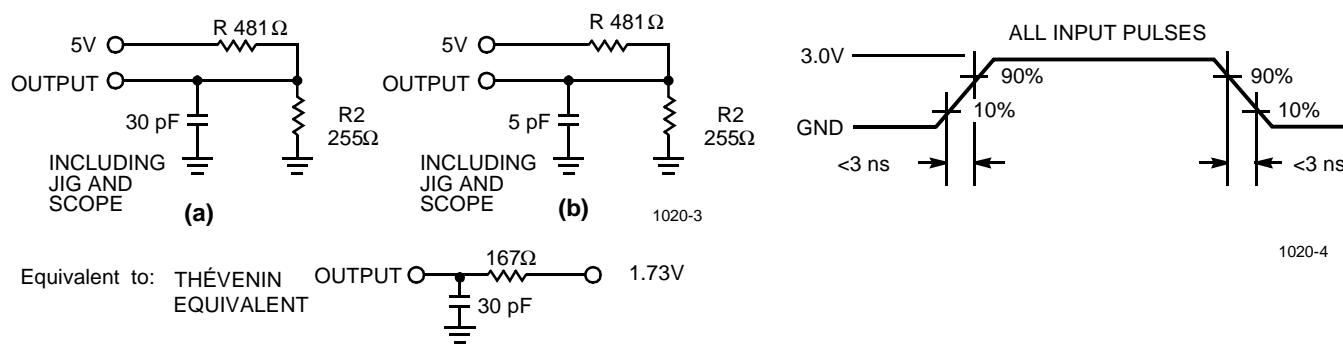 R 481Ω
5V
OUTPUT
30 pF
R2
255Ω
INCLUDING
JIG AND
SCOPE
(a)
R 481Ω
5V
OUTPUT
5 pF
R2
255Ω
INCLUDING
JIG AND
SCOPE
(b)
1020-3
ALL INPUT PULSES
3.0V
90%
10%
GND
<3 ns
90%
10%
<3 ns
1020-4
Equivalent to:
THÉVENIN
EQUIVALENT
OUTPUT
167Ω
1.73V
30 pF